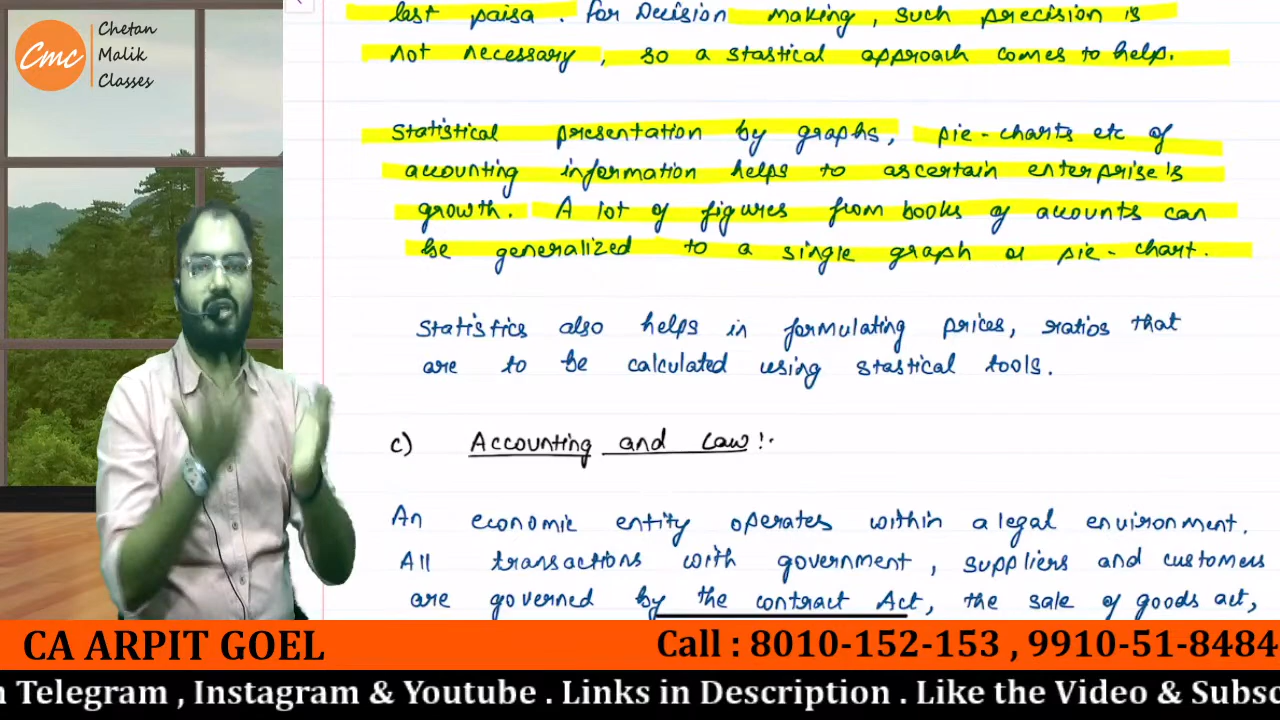 Cmc
Chetan
Malik
Classes
last paisa. For Decision making, such precision is
not necessary, so a stastical approach comes to help.
Statistical presentation by graphs, pie-charts etc of
accounting information helps to ascertain enterprise's
growth. A lot of figures from books of accounts can
be generalized to a single graph or pie-chart.
Statistics also helps in formulating prices, ratios that
are to be calculated using stastical tools.
c) Accounting and Law:-
An economic entity operates within a legal environment.
All transactions with government, suppliers and customers
are governed by the contract Act, the sale of goods act,
CA ARPIT GOEL
Call : 8010-152-153 , 9910-51-8484
n Telegram , Instagram & Youtube . Links in Description . Like the Video & Subsc